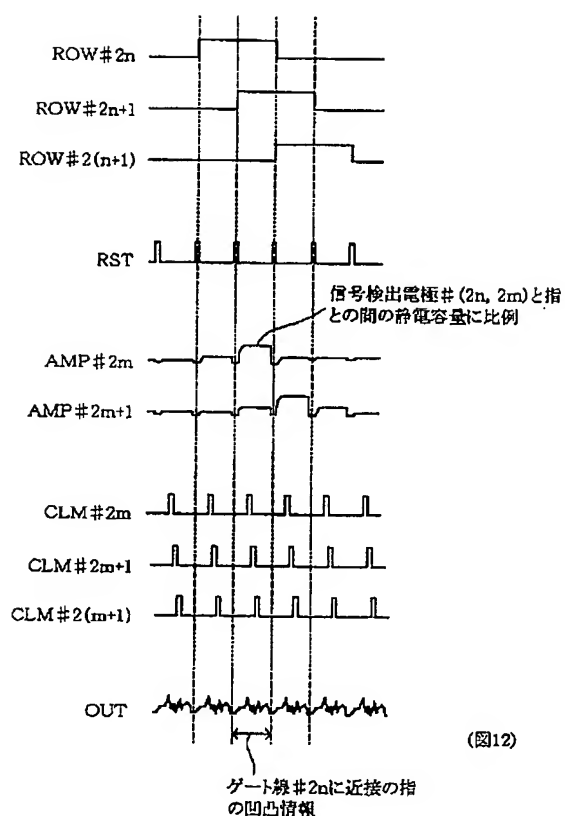 ROW#2n
ROW#2n+1
ROW#2(n+1)
RST
信号検出電極#(2n, 2m)と指
との間の静電容量に比例
AMP#2m
AMP#2m+1
CLM#2m
CLM#2m+1
CLM#2(m+1)
OUT
(図12)
ゲート線#2nに近接の指
の凹凸情報